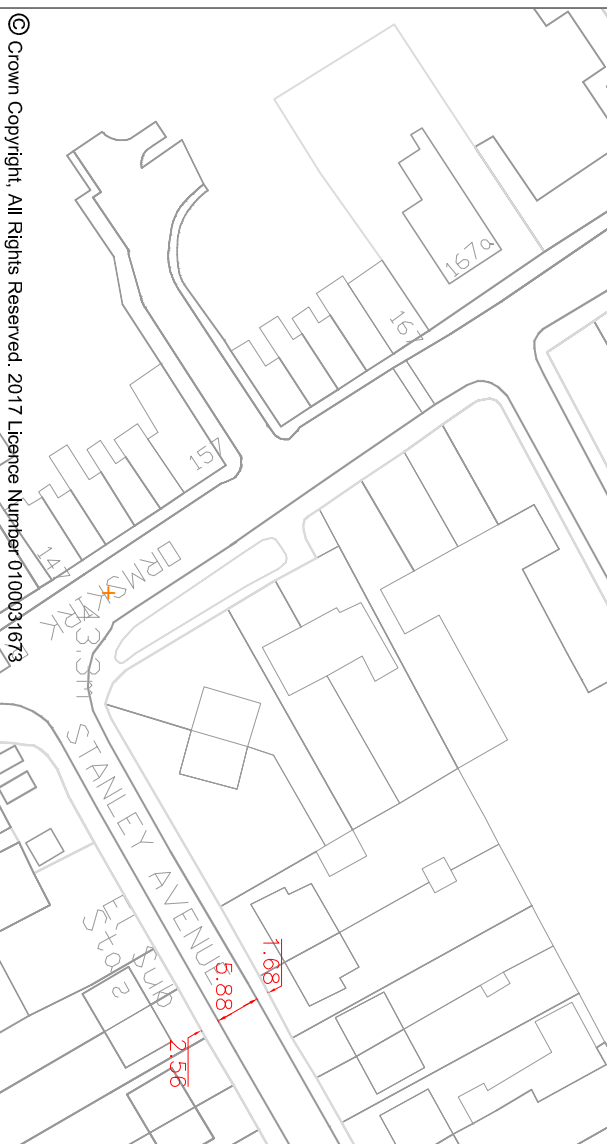 © Crown Copyright, All Rights Reserved. 2017 Licence Number 0100031673
167a
167
157
147
ORMSKIRK
43.3m
STANLEY AVENUE
El Sub
Sta
1.68
5.88
2.56